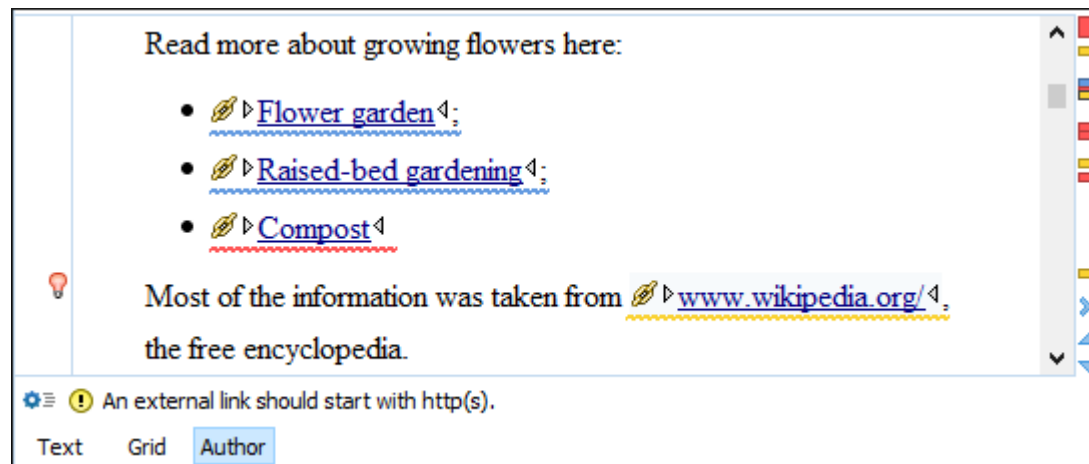 Read more about growing flowers here:
• Flower garden;
• Raised-bed gardening;
• Compost
Most of the information was taken from www.wikipedia.org/,
the free encyclopedia.
An external link should start with http(s).
Text Grid Author